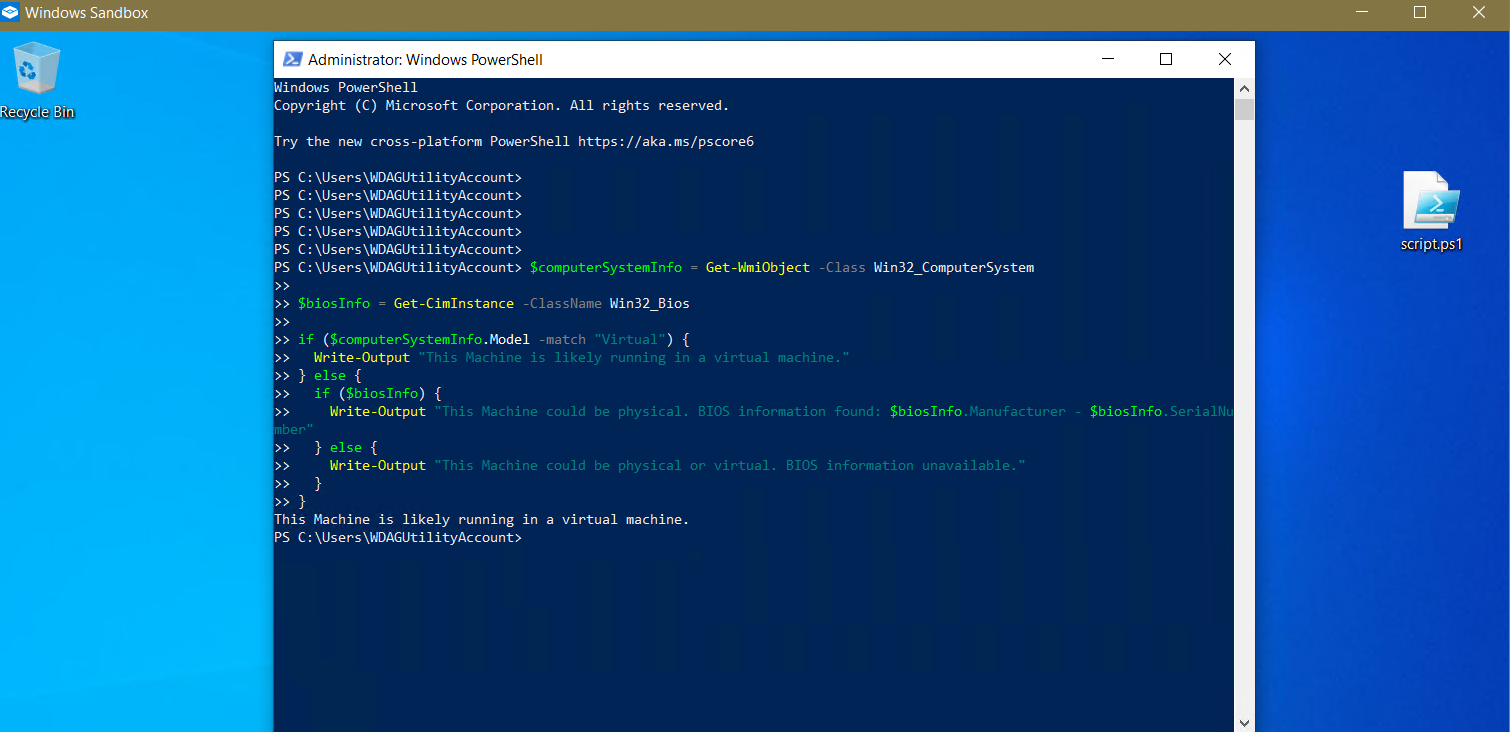 Windows Sandbox
Recycle Bin
Administrator: Windows PowerShell
Windows PowerShell
Copyright (C) Microsoft Corporation. All rights reserved.
Try the new cross-platform PowerShell https://aka.ms/pscore6
PS C:\Users\WDAGUtilityAccount>
PS C:\Users\WDAGUtilityAccount>
PS C:\Users\WDAGUtilityAccount>
PS C:\Users\WDAGUtilityAccount>
PS C:\Users\WDAGUtilityAccount>
PS C:\Users\WDAGUtilityAccount> $computerSystemInfo = Get-WmiObject -Class Win32_ComputerSystem
>>
>> $biosInfo = Get-CimInstance -ClassName Win32_Bios
>>
>> if ($computerSystemInfo.Model -match "Virtual") {
>>   Write-Output "This Machine is likely running in a virtual machine."
>> } else {
>>   if ($biosInfo) {
>>     Write-Output "This Machine could be physical. BIOS information found: $biosInfo.Manufacturer - $biosInfo.SerialNu
mber"
>>   } else {
>>     Write-Output "This Machine could be physical or virtual. BIOS information unavailable."
>>   }
>> }
This Machine is likely running in a virtual machine.
PS C:\Users\WDAGUtilityAccount>
script.ps1